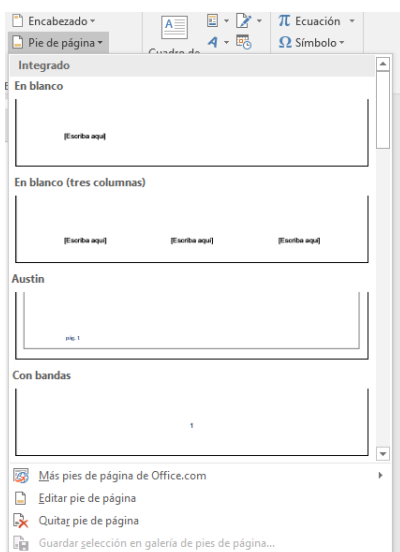 Encabezado
Ecuación
Pie de página
Símbolo
Cuadro de
Integrado
En blanco
[Escriba aquí]
En blanco (tres columnas)
[Escriba aquí] [Escriba aquí] [Escriba aquí]
Austin
pág. 1
Con bandas
1
Más pies de página de Office.com
Editar pie de página
Quitar pie de página
Guardar selección en galería de pies de página...